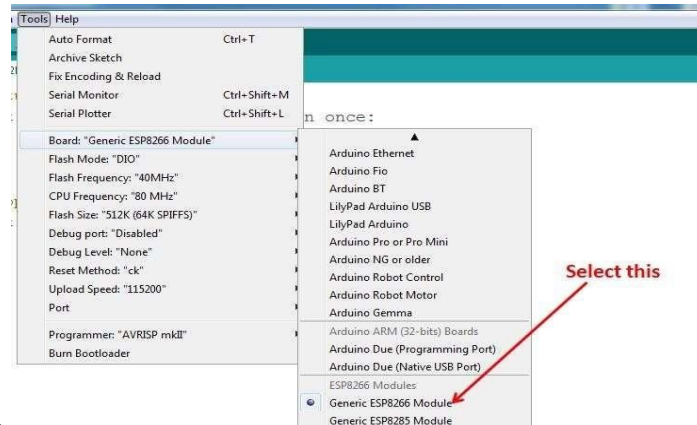 Tools Help
Auto Format Ctrl+T
Archive Sketch
Fix Encoding & Reload
Serial Monitor Ctrl+Shift+M
Serial Plotter Ctrl+Shift+L
n once:
Board: "Generic ESP8266 Module"
Flash Mode: "DIO"
Flash Frequency: "40MHz"
CPU Frequency: "80 MHz"
Flash Size: "512K (64K SPIFFS)"
Debug port: "Disabled"
Debug Level: "None"
Reset Method: "ck"
Upload Speed: "115200"
Port
Programmer: "AVRISP mkII"
Burn Bootloader
Arduino Ethernet
Arduino Fio
Arduino BT
LilyPad Arduino USB
LilyPad Arduino
Arduino Pro or Pro Mini
Arduino NG or older
Arduino Robot Control
Arduino Robot Motor
Arduino Gemma
Arduino ARM (32-bits) Boards
Arduino Due (Programming Port)
Arduino Due (Native USB Port)
ESP8266 Modules
Generic ESP8266 Module
Generic ESP8285 Module
Select this